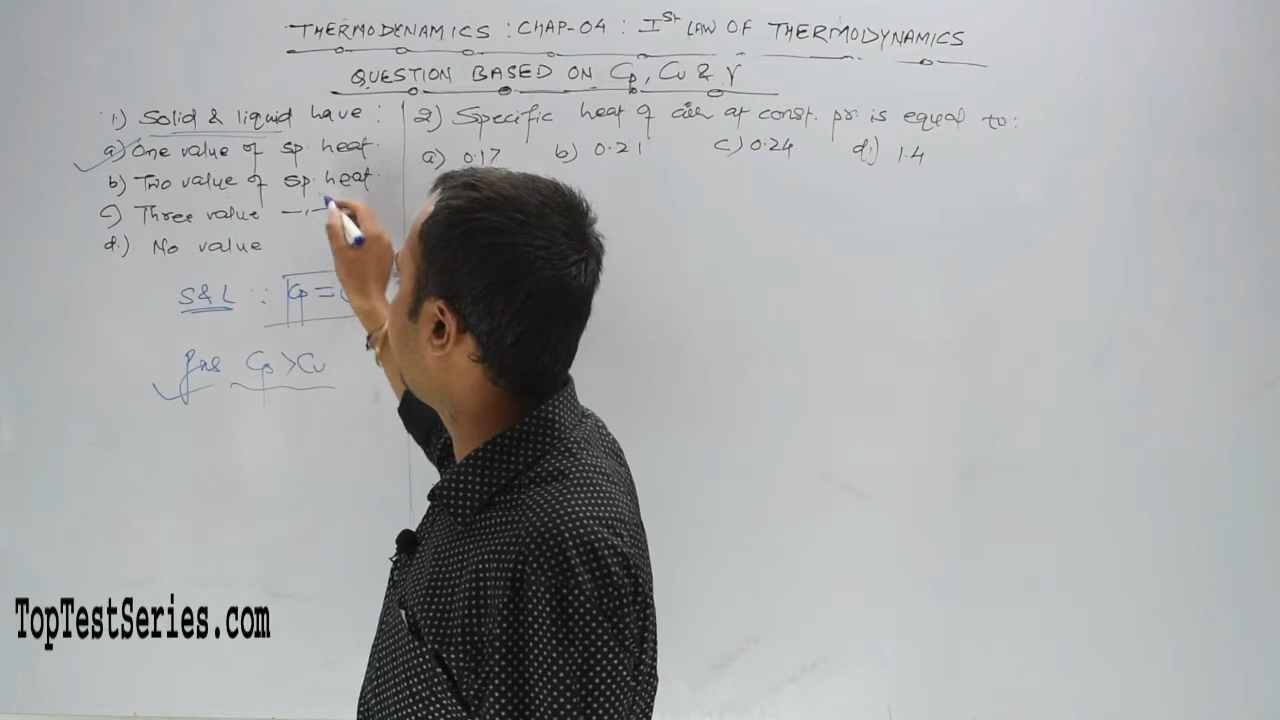 THERMODYNAMICS : CHAP-04 : Ist LAW OF THERMODYNAMICS
QUESTION BASED ON Cp, Cv & γ
1) Solid & liquid have :
a) One value of sp. heat.
b) Two value of sp. heat.
c) Three value —,,—
d.) No value
S&L :: Cp =
gas Cp > Cv
2) Specific heat of air at const. pr. is equal to :
a) 0.17 b) 0.21 c) 0.24 d.) 1.4
TopTestSeries.com